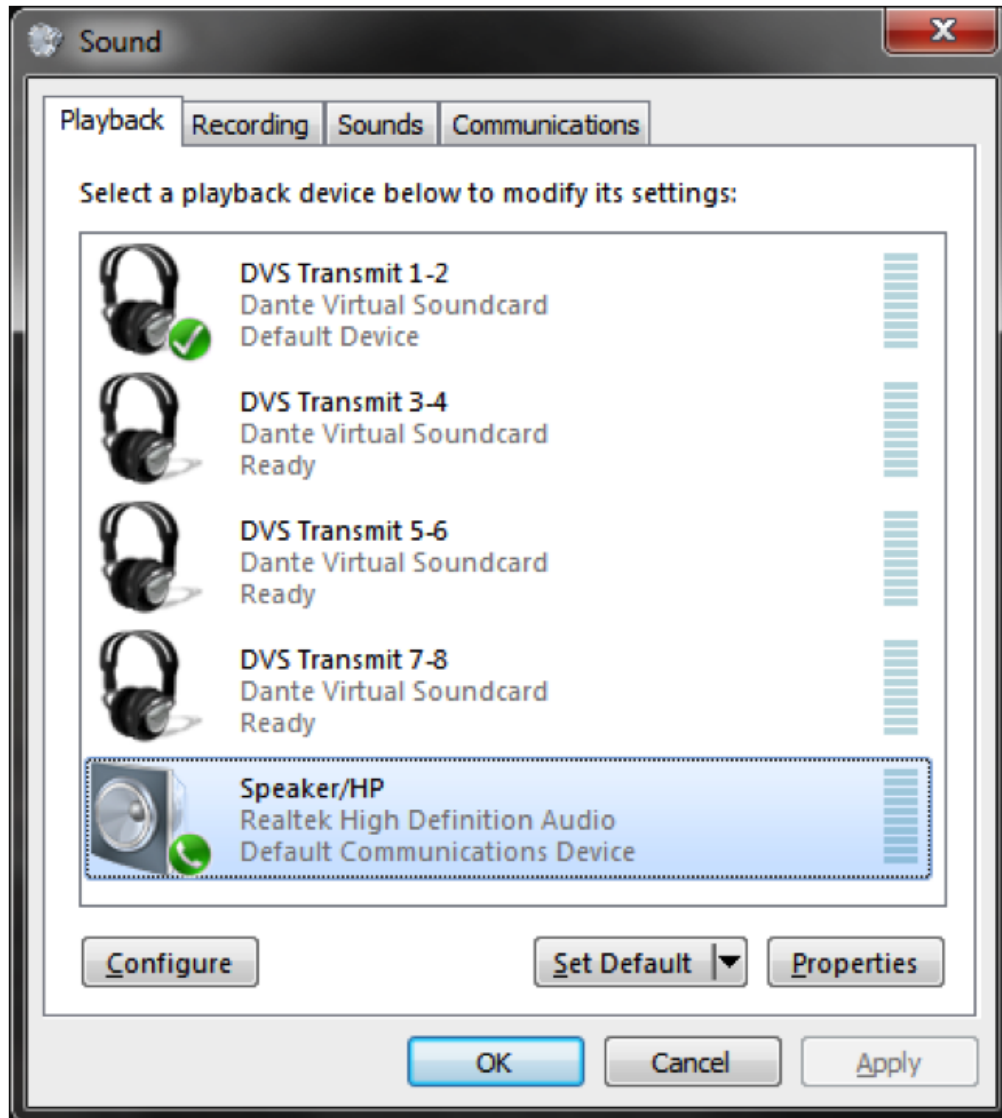 Sound
Playback Recording Sounds Communications
Select a playback device below to modify its settings:
DVS Transmit 1-2
Dante Virtual Soundcard
Default Device
DVS Transmit 3-4
Dante Virtual Soundcard
Ready
DVS Transmit 5-6
Dante Virtual Soundcard
Ready
DVS Transmit 7-8
Dante Virtual Soundcard
Ready
Speaker/HP
Realtek High Definition Audio
Default Communications Device
Configure Set Default Properties
OK Cancel Apply